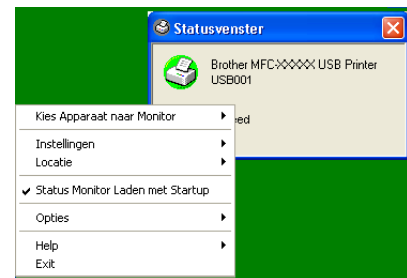 Statusvenster
Brother MFC-XXXXX USB Printer
USB001
eed
Kies Apparaat naar Monitor
Instellingen
Locatie
Status Monitor Laden met Startup
Opties
Help
Exit